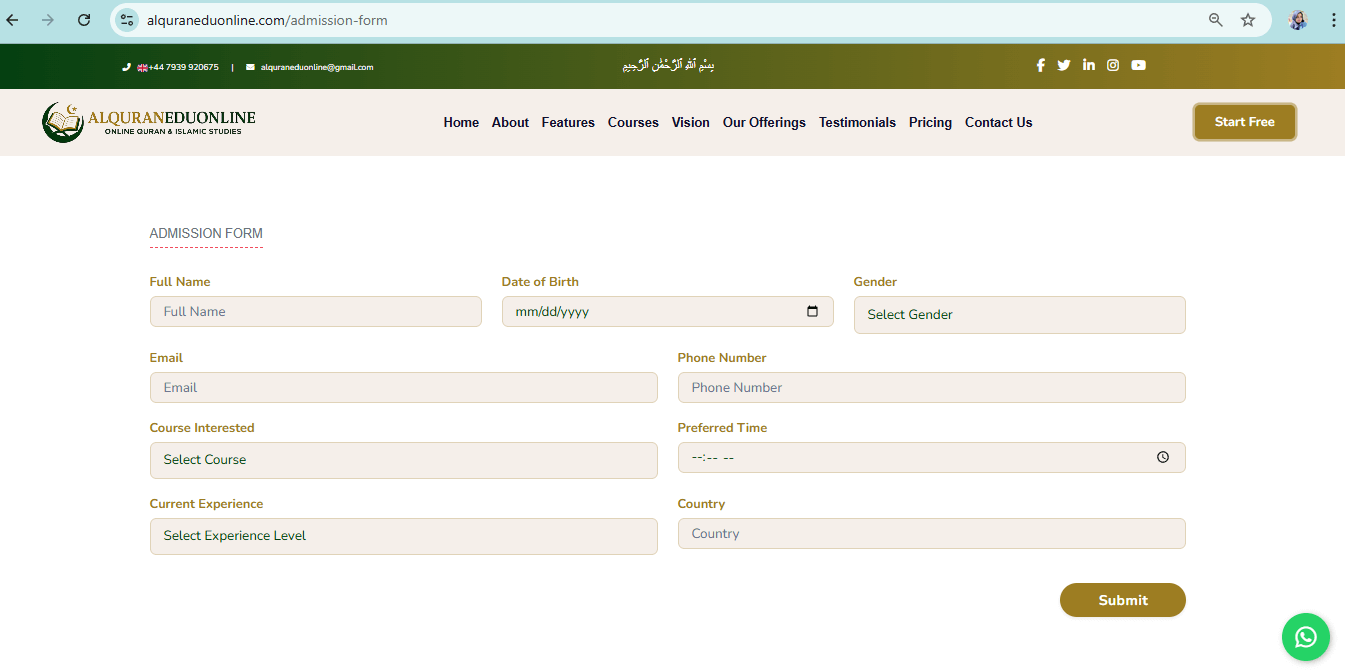 alquraneduonline.com/admission-form
+44 7939 920675 | alquraneduonline@gmail.com
بِسْمِ ٱللَّٰهِ ٱلرَّحْمَٰنِ ٱلرَّحِيمِ
ALQURANEDUONLINE
ONLINE QURAN & ISLAMIC STUDIES
Home About Features Courses Vision Our Offerings Testimonials Pricing Contact Us
Start Free
ADMISSION FORM
Full Name Date of Birth Gender
Full Name mm/dd/yyyy Select Gender
Email Phone Number
Email Phone Number
Course Interested Preferred Time
Select Course --:-- --
Current Experience Country
Select Experience Level Country
Submit